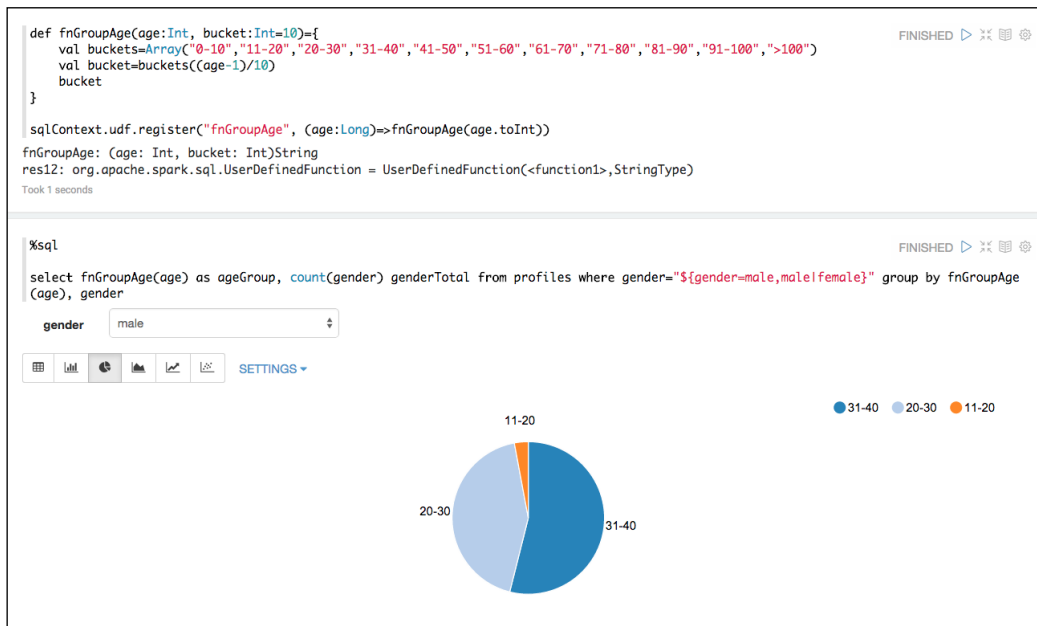 def fnGroupAge(age:Int, bucket:Int=10)={
    val buckets=Array("0-10","11-20","20-30","31-40","41-50","51-60","61-70","71-80","81-90","91-100",">100")
    val bucket=buckets((age-1)/10)
    bucket
}
FINISHED
sqlContext.udf.register("fnGroupAge", (age:Long)=>fnGroupAge(age.toInt))
fnGroupAge: (age: Int, bucket: Int)String
res12: org.apache.spark.sql.UserDefinedFunction = UserDefinedFunction(<function1>,StringType)
Took 1 seconds
%sql
FINISHED
select fnGroupAge(age) as ageGroup, count(gender) genderTotal from profiles where gender="${gender=male,male|female}" group by fnGroupAge
(age), gender
gender male
SETTINGS
31-40 20-30 11-20
11-20
20-30
31-40